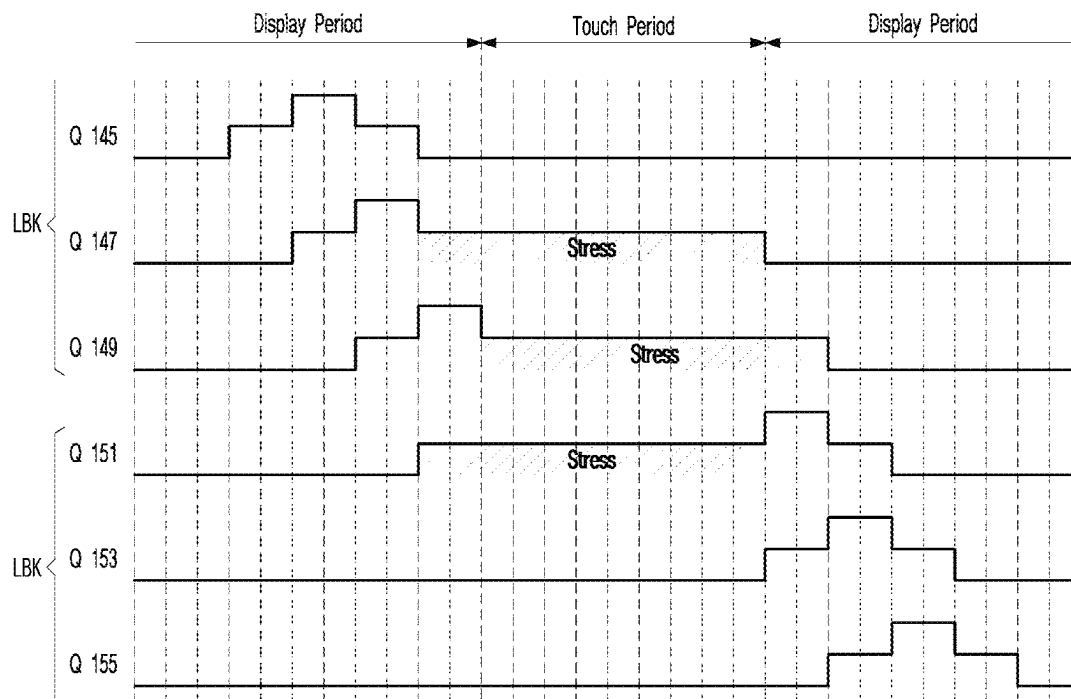 Display Period Touch Period Display Period
Q 145
LBK
Q 147
Stress
Q 149
Stress
Q 151
Stress
LBK
Q 153
Q 155